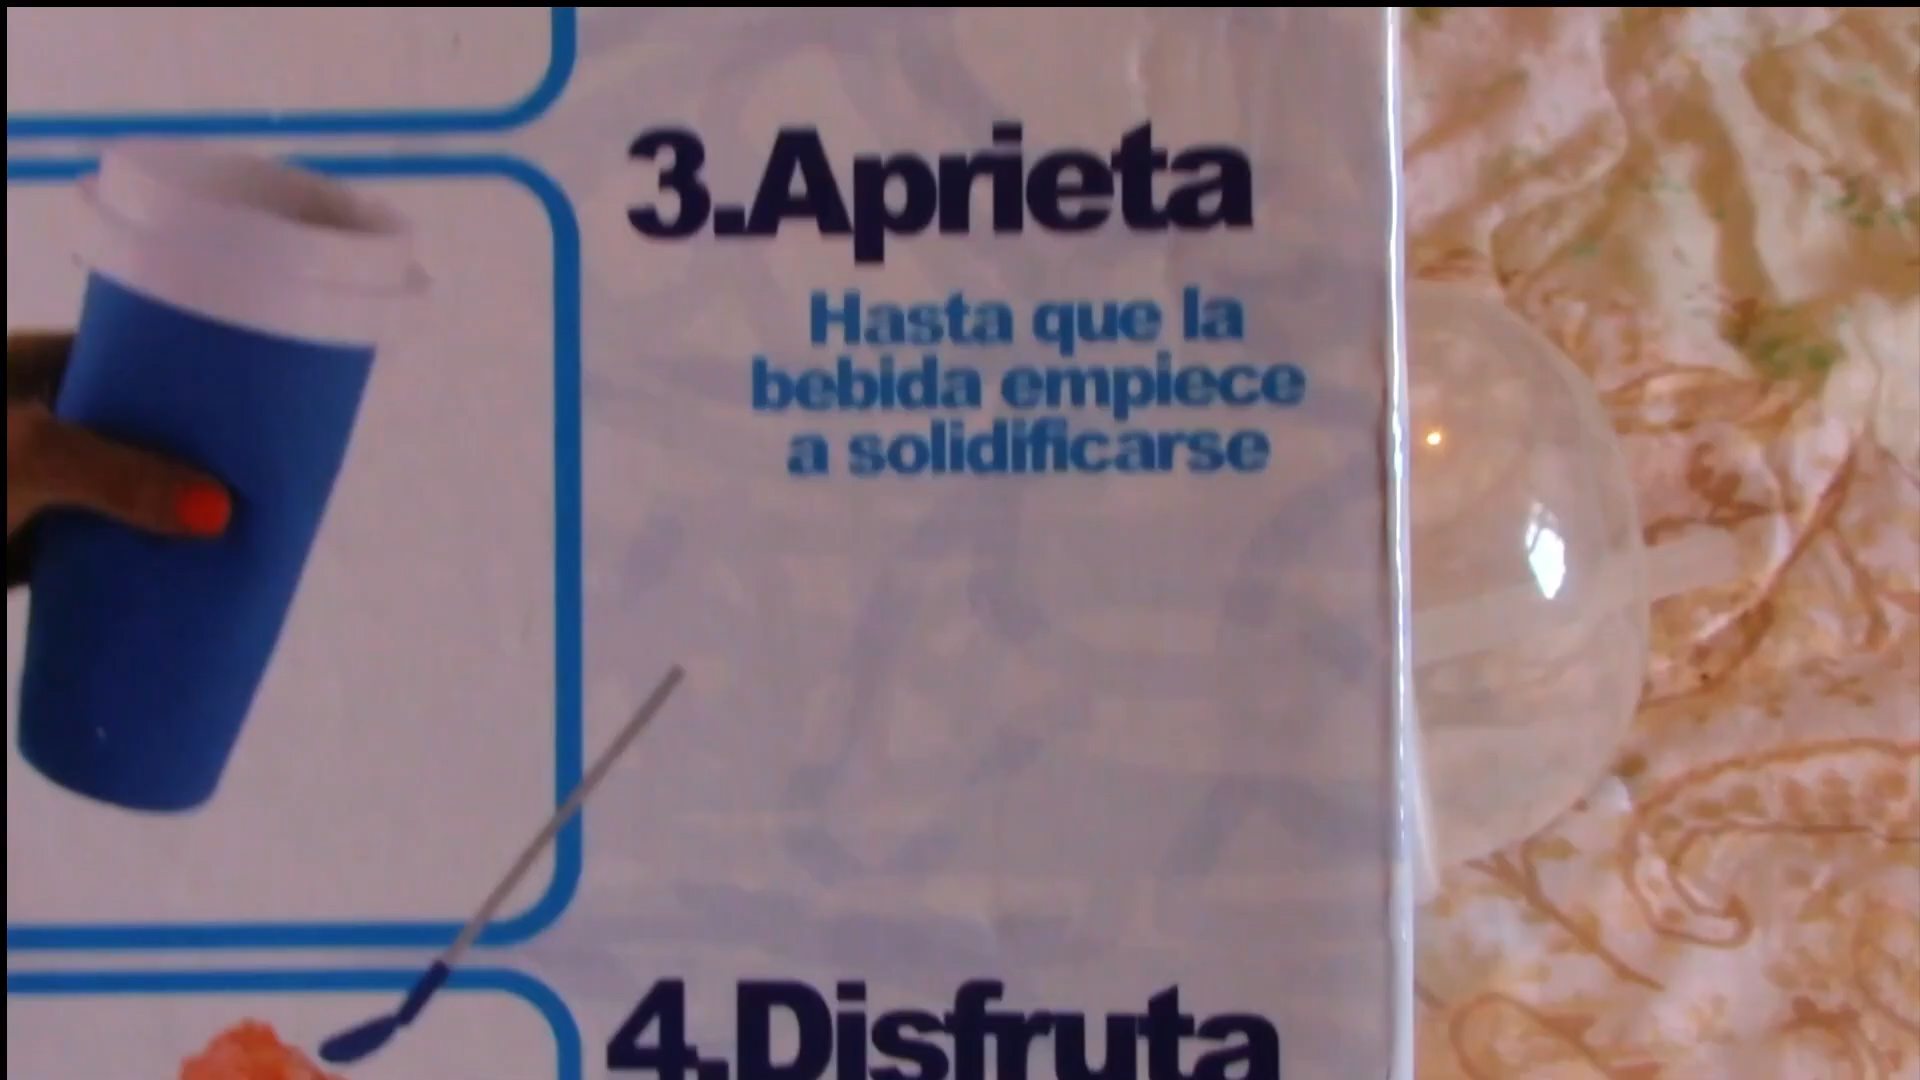 3.Aprieta
Hasta que la
bebida empiece
a solidificarse
4.Disfruta